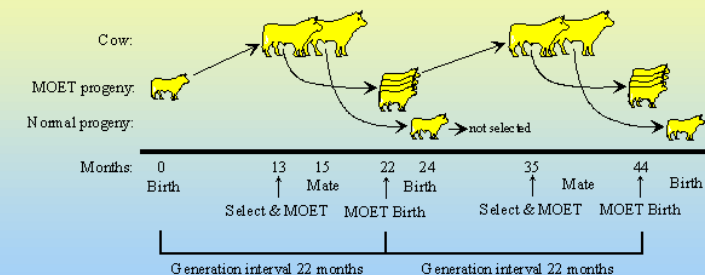 Cow:
MOET progeny:
Normal progeny:
not selected
Months: 0 13 15 22 24 35 44
Birth Mate Birth Mate Birth
Select & MOET MOET Birth Select & MOET MOET Birth
Generation interval 22 months Generation interval 22 months